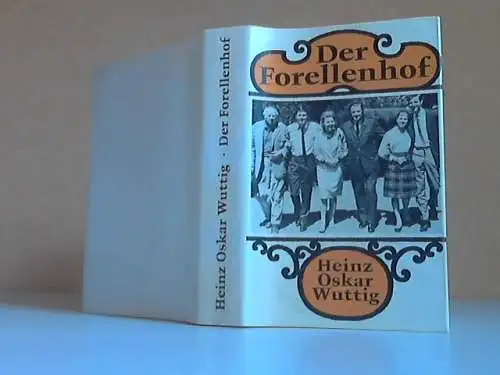 Heinz Oskar Wuttig · Der Forellenhof
Der
Forellenhof
Heinz
Oskar
Wuttig